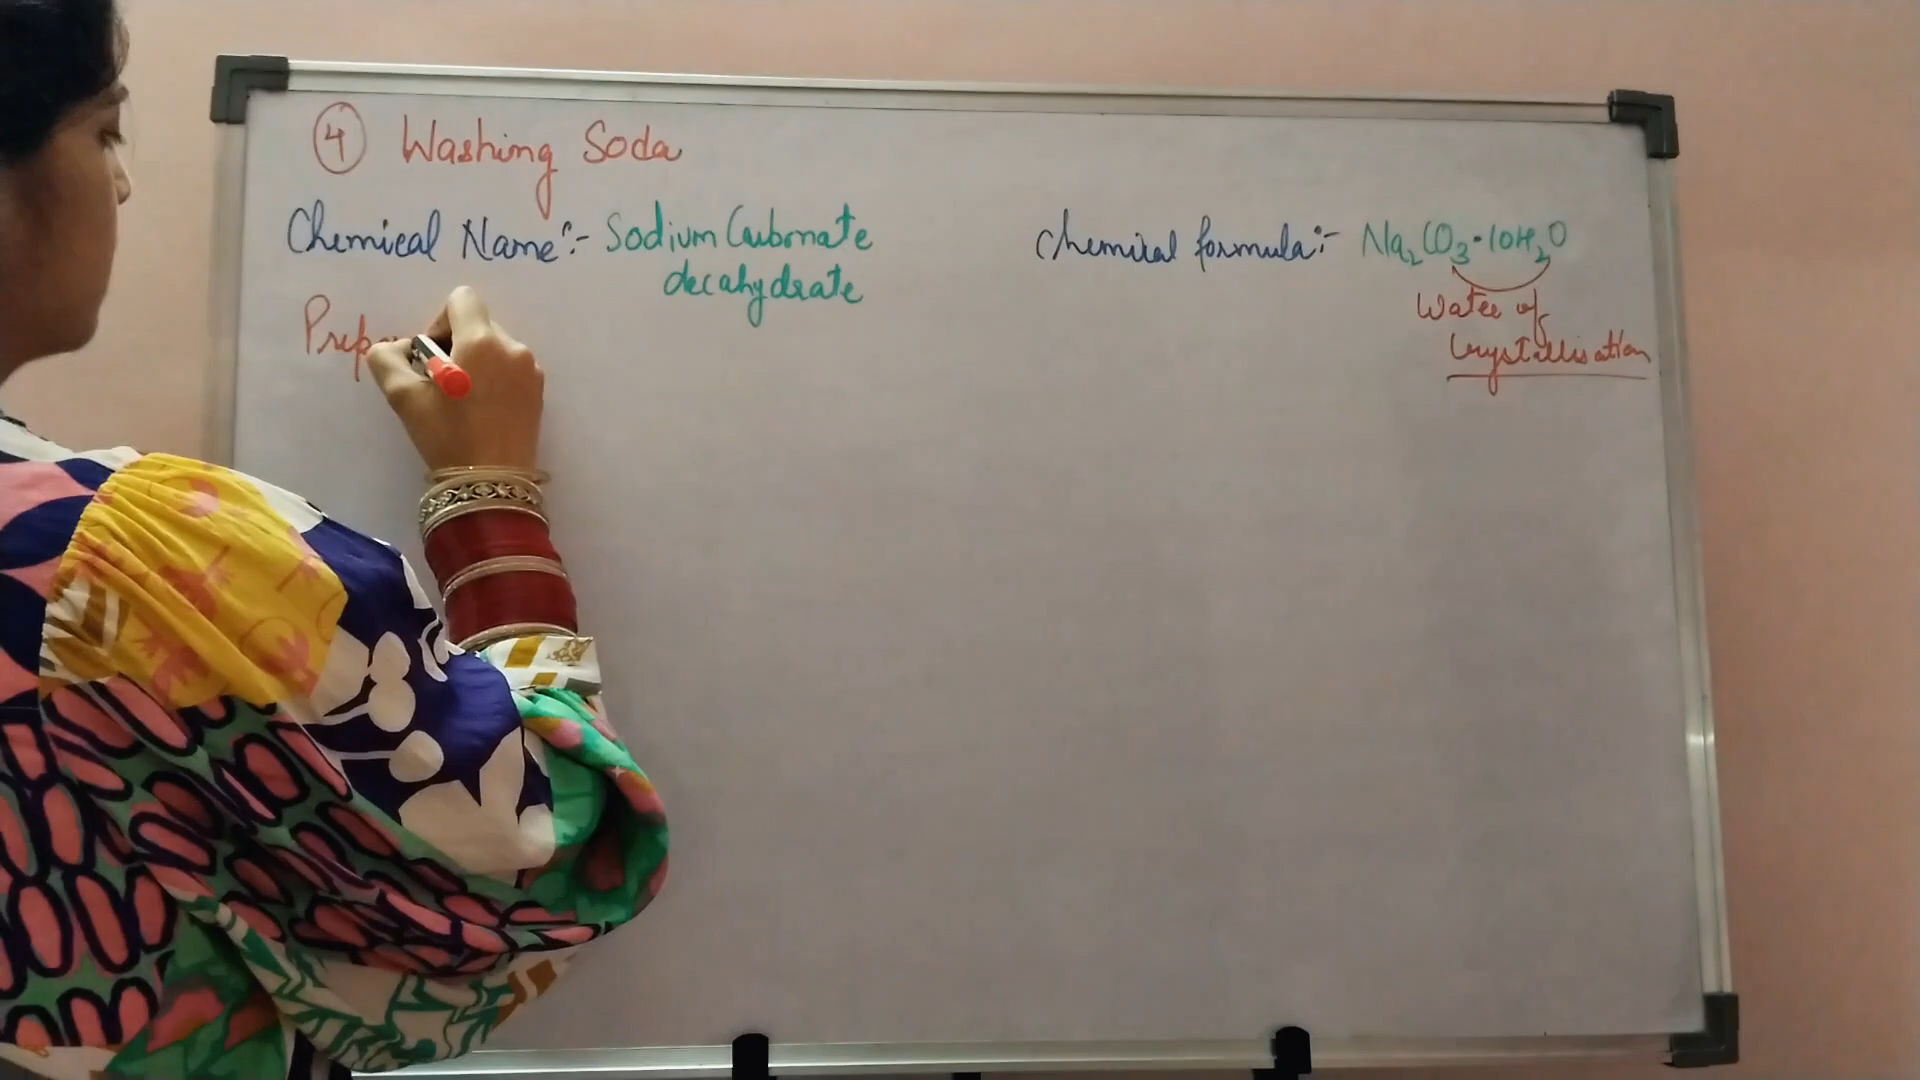 ④ Washing Soda
Chemical Name:- Sodium Carbonate
decahydrate
Chemical formula:- Na₂CO₃·10H₂O
Water of
Crystallisation